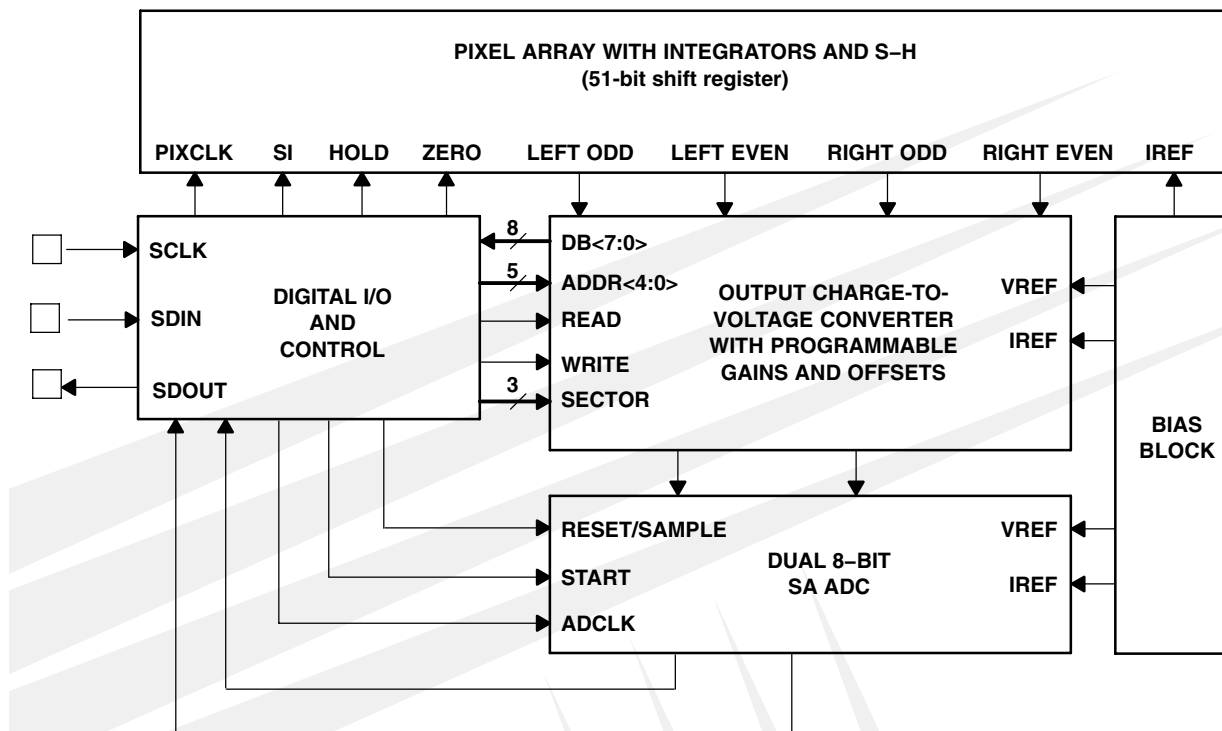 PIXEL ARRAY WITH INTEGRATORS AND S–H
(51-bit shift register)
PIXCLK SI HOLD ZERO LEFT ODD LEFT EVEN RIGHT ODD RIGHT EVEN IREF
SCLK
SDIN
SDOUT
DIGITAL I/O
AND
CONTROL
8
5
3
DB<7:0>
ADDR<4:0>
READ
WRITE
SECTOR
OUTPUT CHARGE-TO-
VOLTAGE CONVERTER
WITH PROGRAMMABLE
GAINS AND OFFSETS
VREF
IREF
BIAS
BLOCK
RESET/SAMPLE
START
ADCLK
DUAL 8–BIT
SA ADC
VREF
IREF